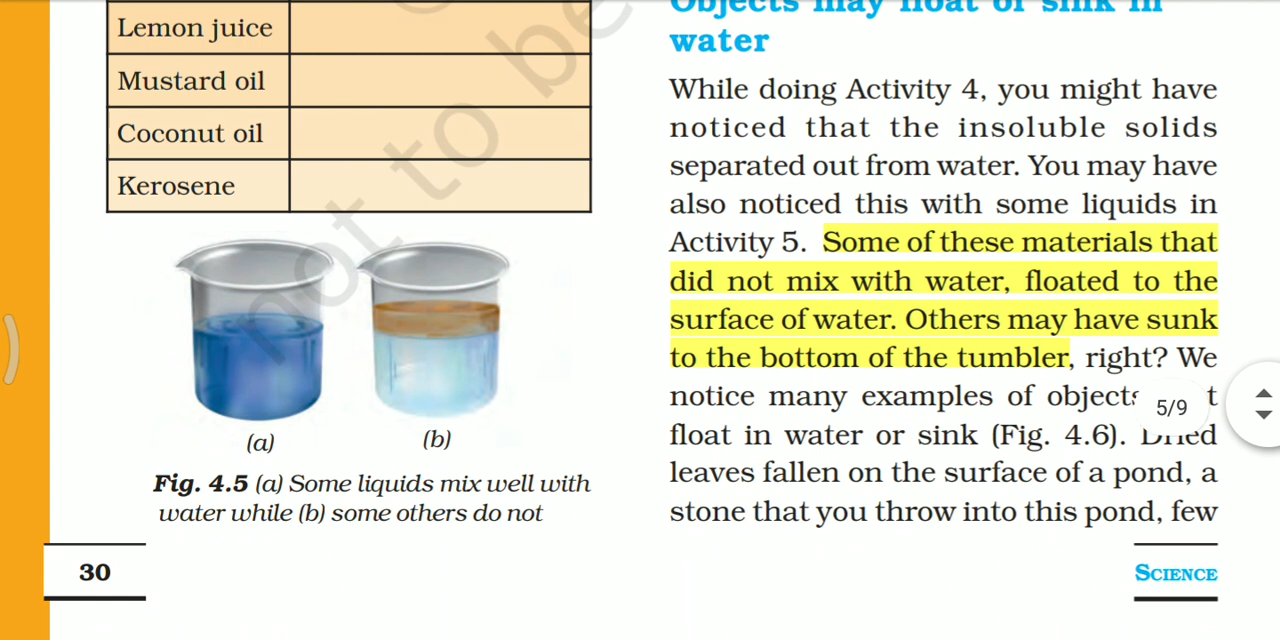 Lemon juice
Mustard oil
Coconut oil
Kerosene
not to be
(a)
(b)
Fig. 4.5 (a) Some liquids mix well with
water while (b) some others do not
30
Objects may float or sink in
water
While doing Activity 4, you might have
noticed that the insoluble solids
separated out from water. You may have
also noticed this with some liquids in
Activity 5. Some of these materials that
did not mix with water, floated to the
surface of water. Others may have sunk
to the bottom of the tumbler, right? We
notice many examples of objects
float in water or sink (Fig. 4.6). Dried
leaves fallen on the surface of a pond, a
stone that you throw into this pond, few
5/9
SCIENCE